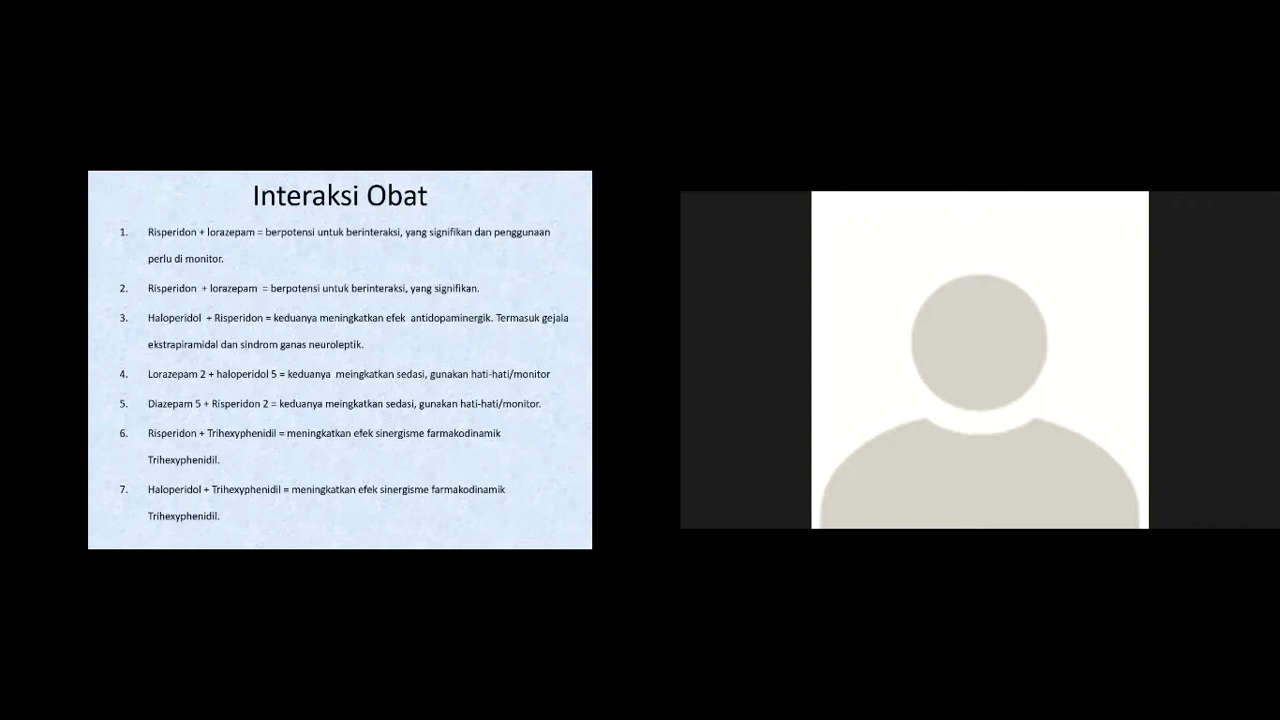 Interaksi Obat
1. Risperidon + lorazepam = berpotensi untuk berinteraksi, yang signifikan dan penggunaan
perlu di monitor.
2. Risperidon + lorazepam = berpotensi untuk berinteraksi, yang signifikan.
3. Haloperidol + Risperidon = keduanya meningkatkan efek antidopaminergik. Termasuk gejala
ekstrapiramidal dan sindrom ganas neuroleptik.
4. Lorazepam 2 + haloperidol 5 = keduanya meingkatkan sedasi, gunakan hati-hati/monitor
5. Diazepam 5 + Risperidon 2 = keduanya meingkatkan sedasi, gunakan hati-hati/monitor.
6. Risperidon + Trihexyphenidil = meningkatkan efek sinergisme farmakodinamik
Trihexyphenidil.
7. Haloperidol + Trihexyphenidil = meningkatkan efek sinergisme farmakodinamik
Trihexyphenidil.